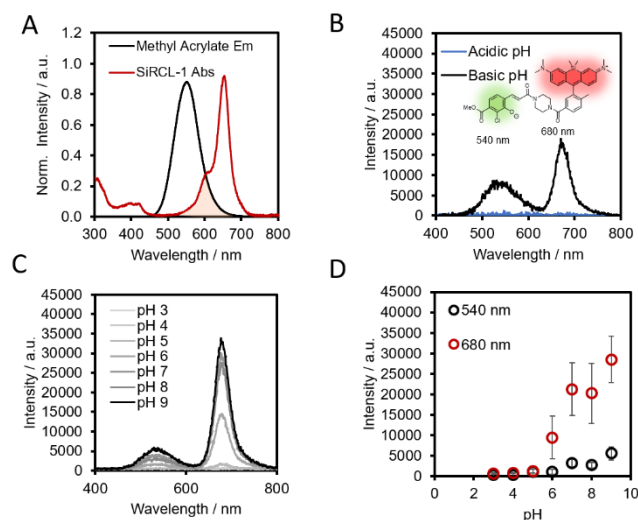 A
Methyl Acrylate Em
SiRCL-1 Abs
Norm. Intensity / a.u.
1.2
1.0
0.8
0.6
0.4
0.2
0.0
300 400 500 600 700 800
Wavelength / nm
B
Acidic pH
Basic pH
Intensity / a.u.
45000
40000
35000
30000
25000
20000
15000
10000
5000
0
400 500 600 700 800
Wavelength / nm
540 nm
680 nm
C
pH 3
pH 4
pH 5
pH 6
pH 7
pH 8
pH 9
Intensity / a.u.
45000
40000
35000
30000
25000
20000
15000
10000
5000
0
400 600 800
Wavelength / nm
D
540 nm
680 nm
Intensity / a.u.
45000
40000
35000
30000
25000
20000
15000
10000
5000
0
0 2 4 6 8 10
pH